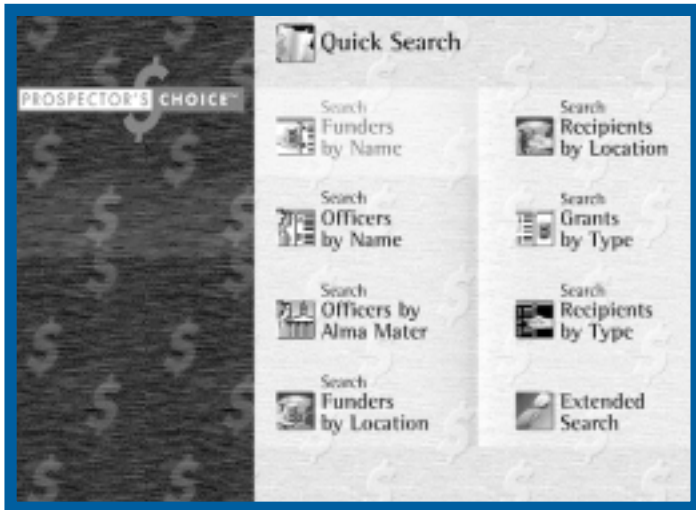 Quick Search
PROSPECTOR'S CHOICE™
Search
Funders
by Name
Search
Officers
by Name
Search
Officers by
Alma Mater
Search
Funders
by Location
Search
Recipients
by Location
Search
Grants
by Type
Search
Recipients
by Type
Extended
Search